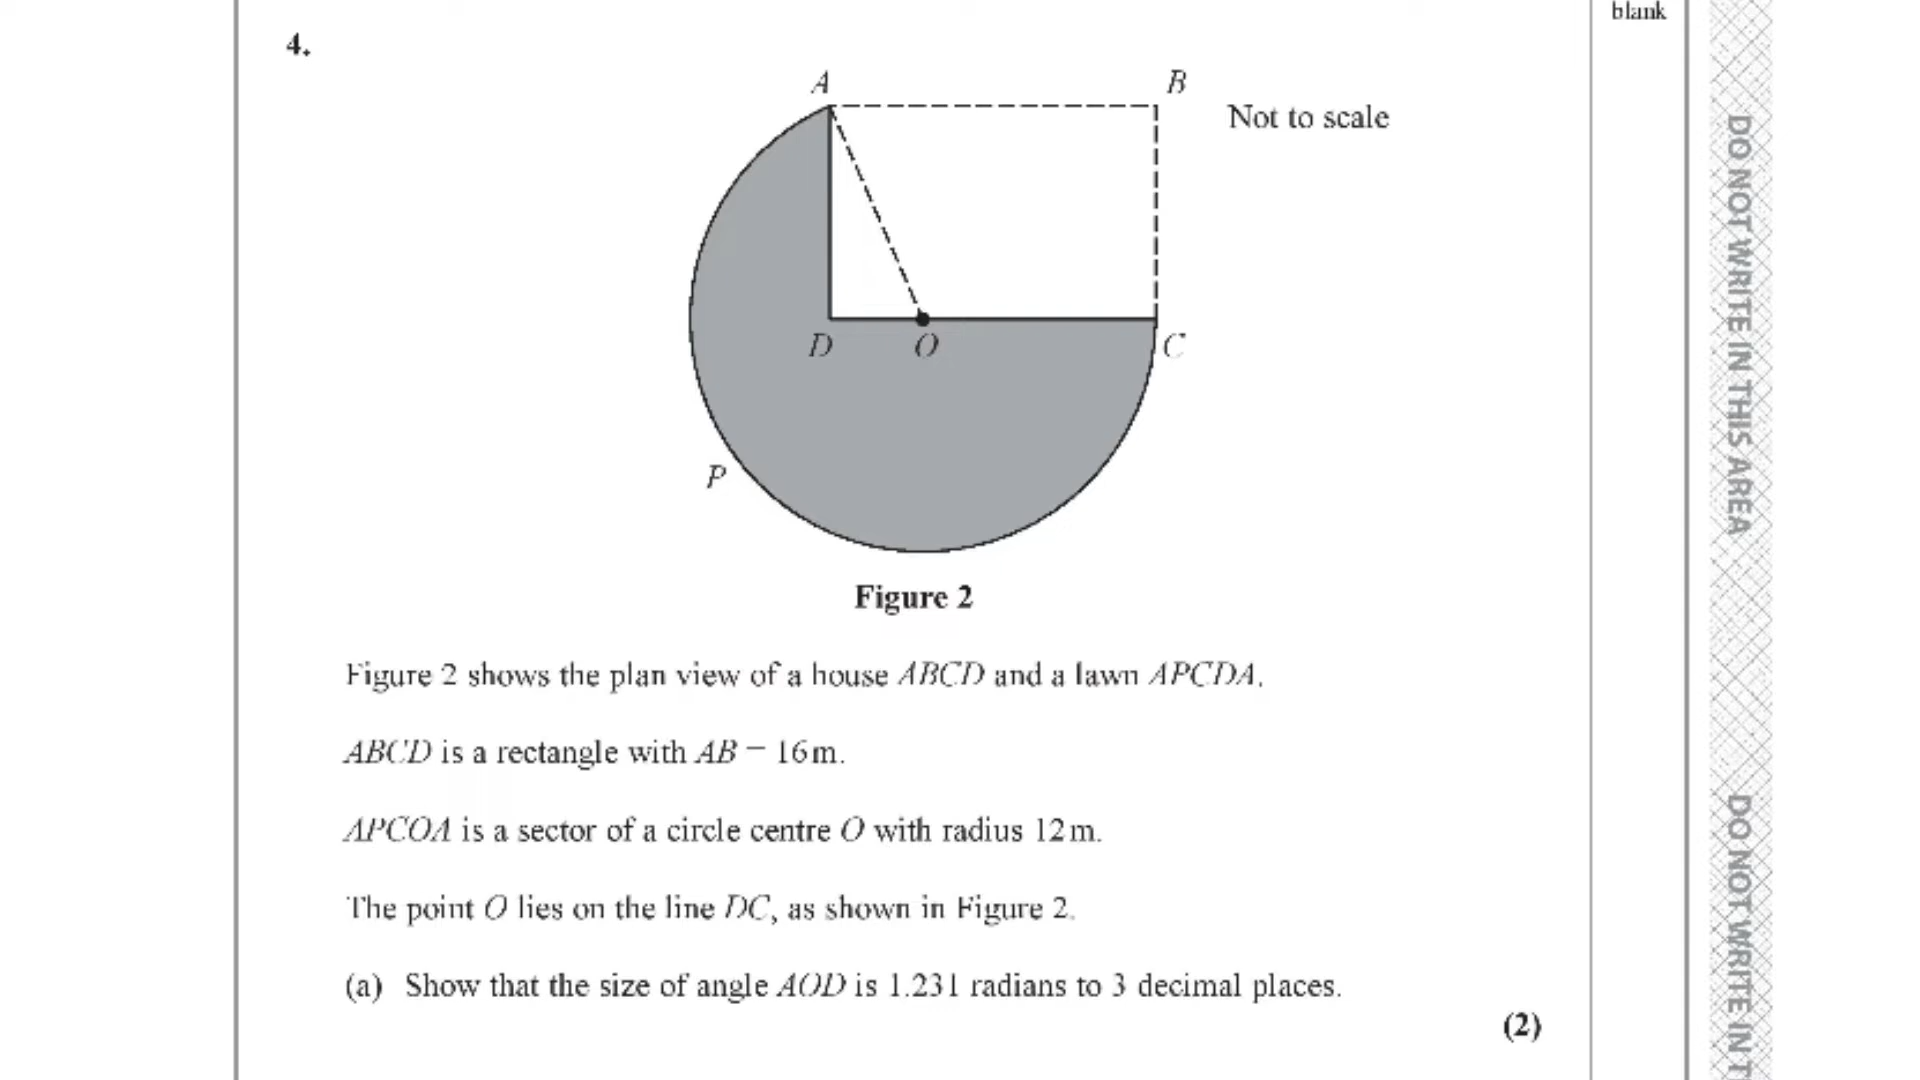 blank
4.
A
B
Not to scale
D
O
C
P
Figure 2
Figure 2 shows the plan view of a house ABCD and a lawn APCDA.
ABCD is a rectangle with AB = 16 m.
APCOA is a sector of a circle centre O with radius 12 m.
The point O lies on the line DC, as shown in Figure 2.
(a) Show that the size of angle AOD is 1.231 radians to 3 decimal places.
(2)
DO NOT WRITE IN THIS AREA
DO NOT WRITE IN T